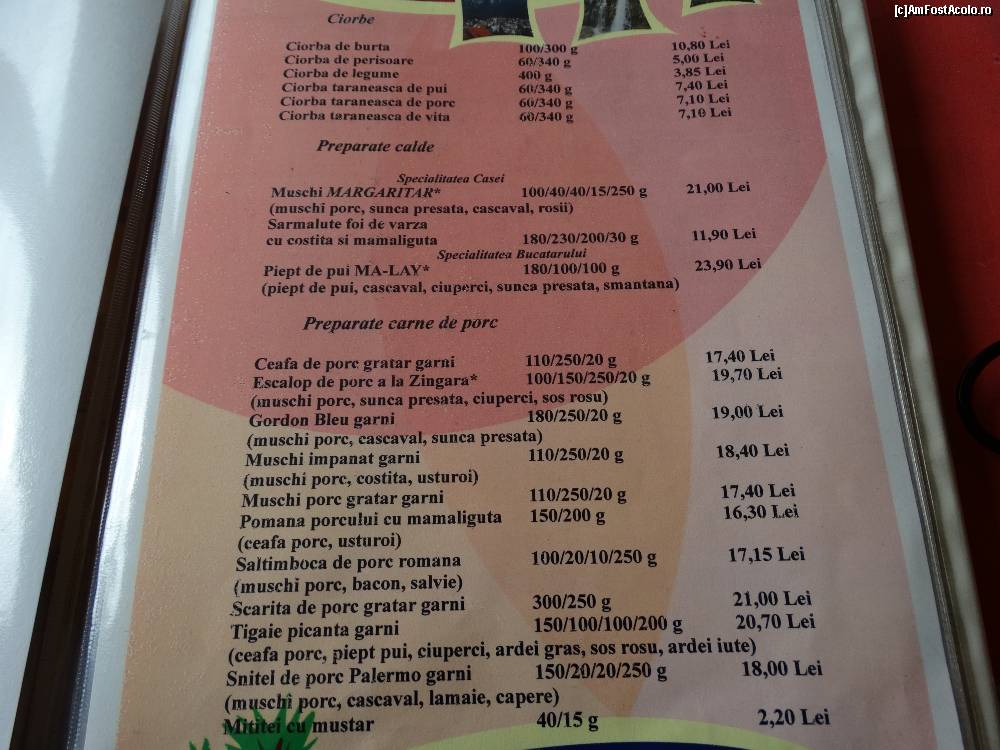 [c]AmFostAcolo.ro
Ciorbe
Ciorba de burta 100/300 g 10,80 Lei
Ciorba de perisoare 60/340 g 5,00 Lei
Ciorba de legume 400 g 3,85 Lei
Ciorba taraneasca de pui 60/340 g 7,40 Lei
Ciorba taraneasca de porc 60/340 g 7,10 Lei
Ciorba taraneasca de vita 60/340 g 7,10 Lei
Preparate calde
Specialitatea Casei
Muschi MARGARITAR* 100/40/40/15/250 g 21,00 Lei
(muschi porc, sunca presata, cascaval, rosii)
Sarmalute foi de varza
cu costita si mamaliguta 180/230/200/30 g 11,90 Lei
Specialitatea Bucatarului
Piept de pui MA-LAY* 180/100/100 g 23,90 Lei
(piept de pui, cascaval, ciuperci, sunca presata, smantana)
Preparate carne de porc
Ceafa de porc gratar garni 110/250/20 g 17,40 Lei
Escalop de porc a la Zingara* 100/150/250/20 g 19,70 Lei
(muschi porc, sunca presata, ciuperci, sos rosu)
Gordon Bleu garni 180/250/20 g 19,00 Lei
(muschi porc, cascaval, sunca presata)
Muschi impanat garni 110/250/20 g 18,40 Lei
(muschi porc, costita, usturoi)
Muschi porc gratar garni 110/250/20 g 17,40 Lei
Pomana porcului cu mamaliguta 150/200 g 16,30 Lei
(ceafa porc, usturoi)
Saltimboca de porc romana 100/20/10/250 g 17,15 Lei
(muschi porc, bacon, salvie)
Scarita de porc gratar garni 300/250 g 21,00 Lei
Tigaie picanta garni 150/100/100/200 g 20,70 Lei
(ceafa porc, piept pui, ciuperci, ardei gras, sos rosu, ardei iute)
Snitel de porc Palermo garni 150/20/20/250 g 18,00 Lei
(muschi porc, cascaval, lamaie, capere)
Mititei cu mustar 40/15 g 2,20 Lei